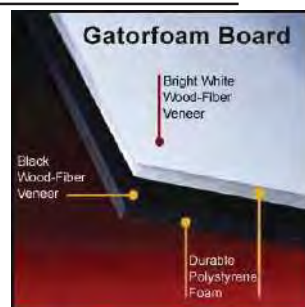 Gatorfoam Board
Bright White
Wood-Fiber
Veneer
Black
Wood-Fiber
Veneer
Durable
Polystyrene
Foam